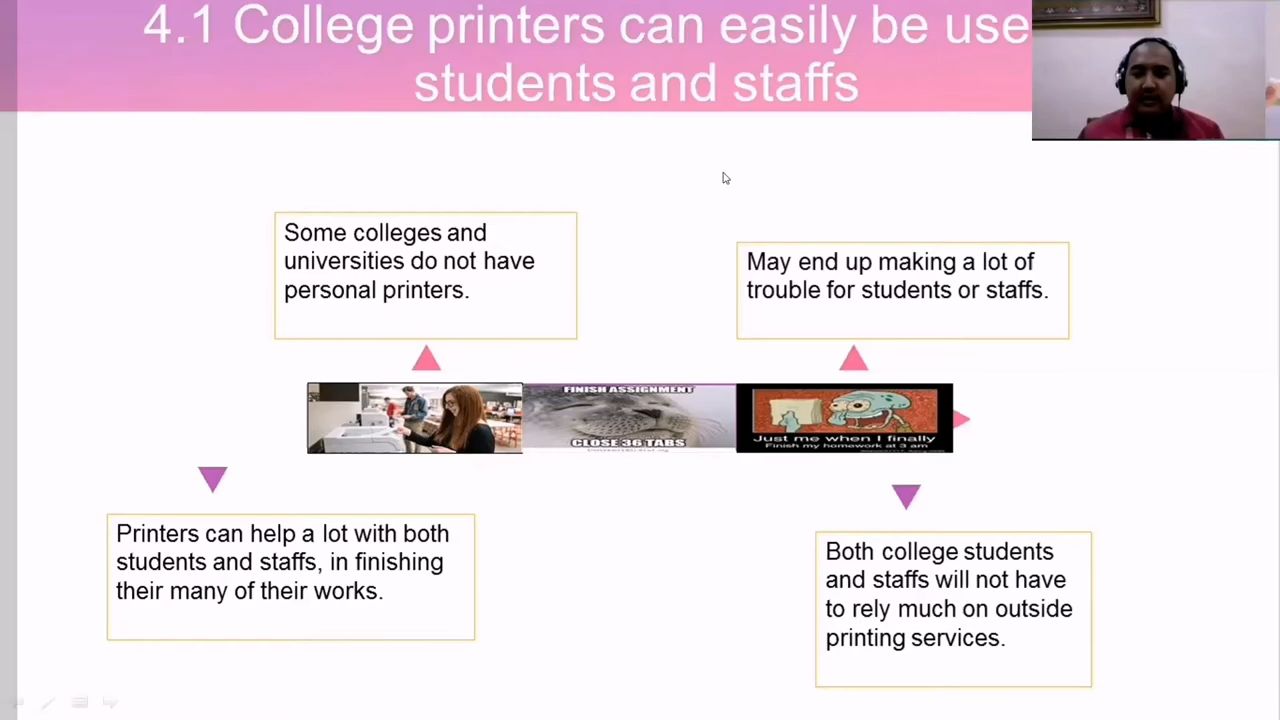 4.1 College printers can easily be use
students and staffs
Some colleges and
universities do not have
personal printers.
May end up making a lot of
trouble for students or staffs.
FINISH ASSIGNMENT
CLOSE 36 TABS
Just me when I finally
Finish my homework at 3 am
Printers can help a lot with both
students and staffs, in finishing
their many of their works.
Both college students
and staffs will not have
to rely much on outside
printing services.